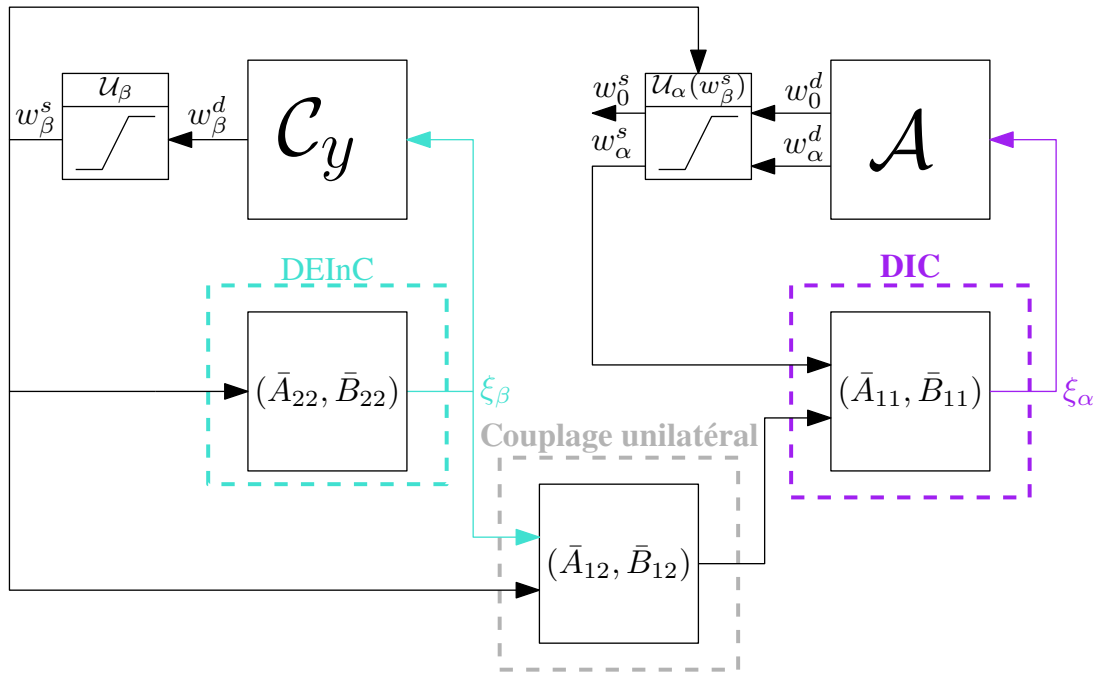 𝒰_β
𝒰_α(w_β^s)
w_β^s
w_β^d
𝒞_y
w_0^s
w_α^s
w_0^d
w_α^d
𝒜
DEInC
DIC
(Ā_22, B̄_22)
ξ_β
(Ā_11, B̄_11)
ξ_α
Couplage unilatéral
(Ā_12, B̄_12)